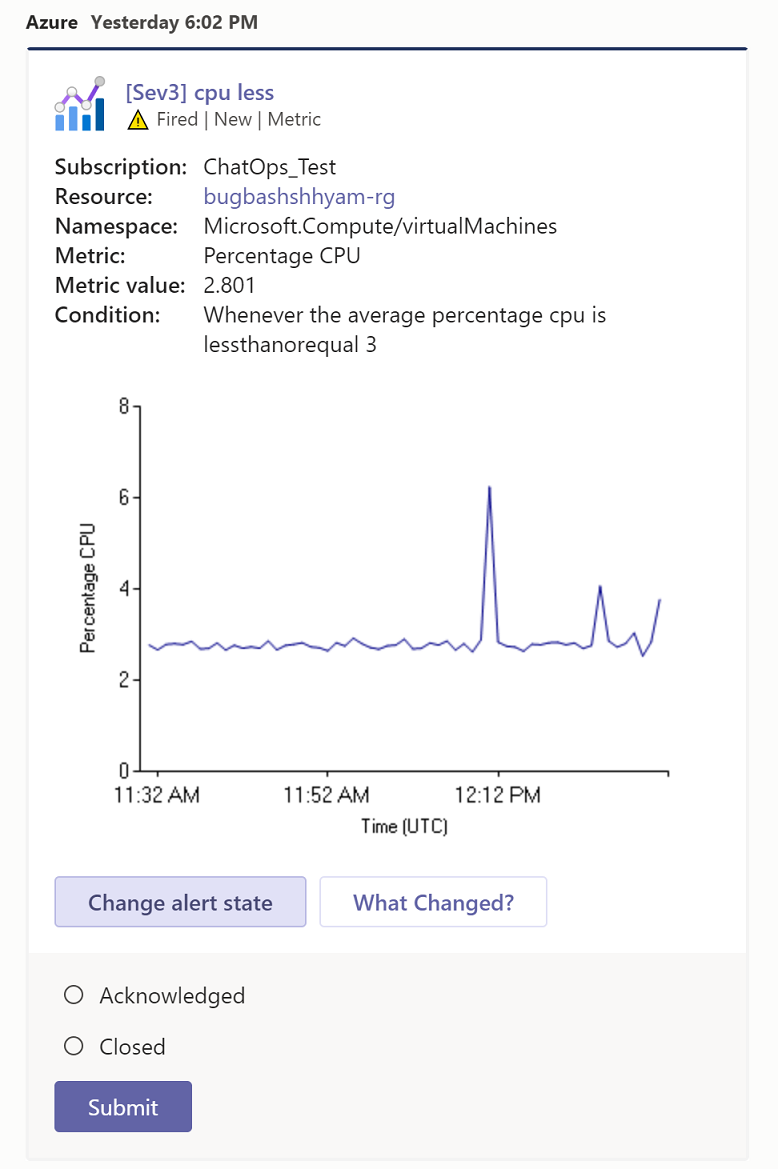 Azure Yesterday 6:02 PM
[Sev3] cpu less
Fired | New | Metric
Subscription: ChatOps_Test
Resource: bugbashshhyam-rg
Namespace: Microsoft.Compute/virtualMachines
Metric: Percentage CPU
Metric value: 2.801
Condition: Whenever the average percentage cpu is
lessthanorequal 3
8
6
4
2
0
Percentage CPU
11:32 AM 11:52 AM 12:12 PM
Time (UTC)
Change alert state What Changed?
Acknowledged
Closed
Submit